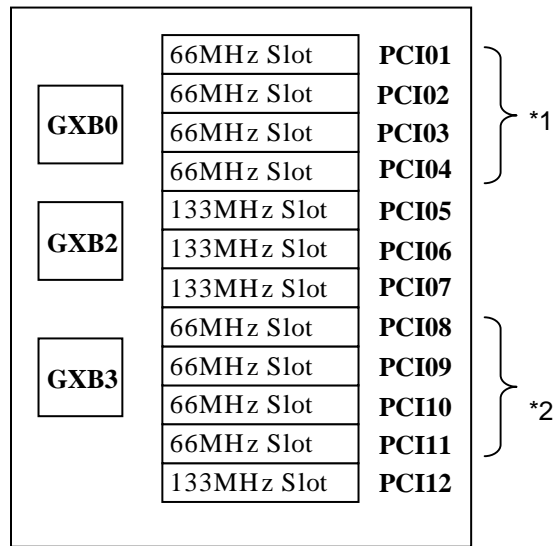 66MHz Slot PCI01
66MHz Slot PCI02
GXB0
66MHz Slot PCI03
*1
66MHz Slot PCI04
133MHz Slot PCI05
GXB2
133MHz Slot PCI06
133MHz Slot PCI07
66MHz Slot PCI08
GXB3
66MHz Slot PCI09
66MHz Slot PCI10
*2
66MHz Slot PCI11
133MHz Slot PCI12